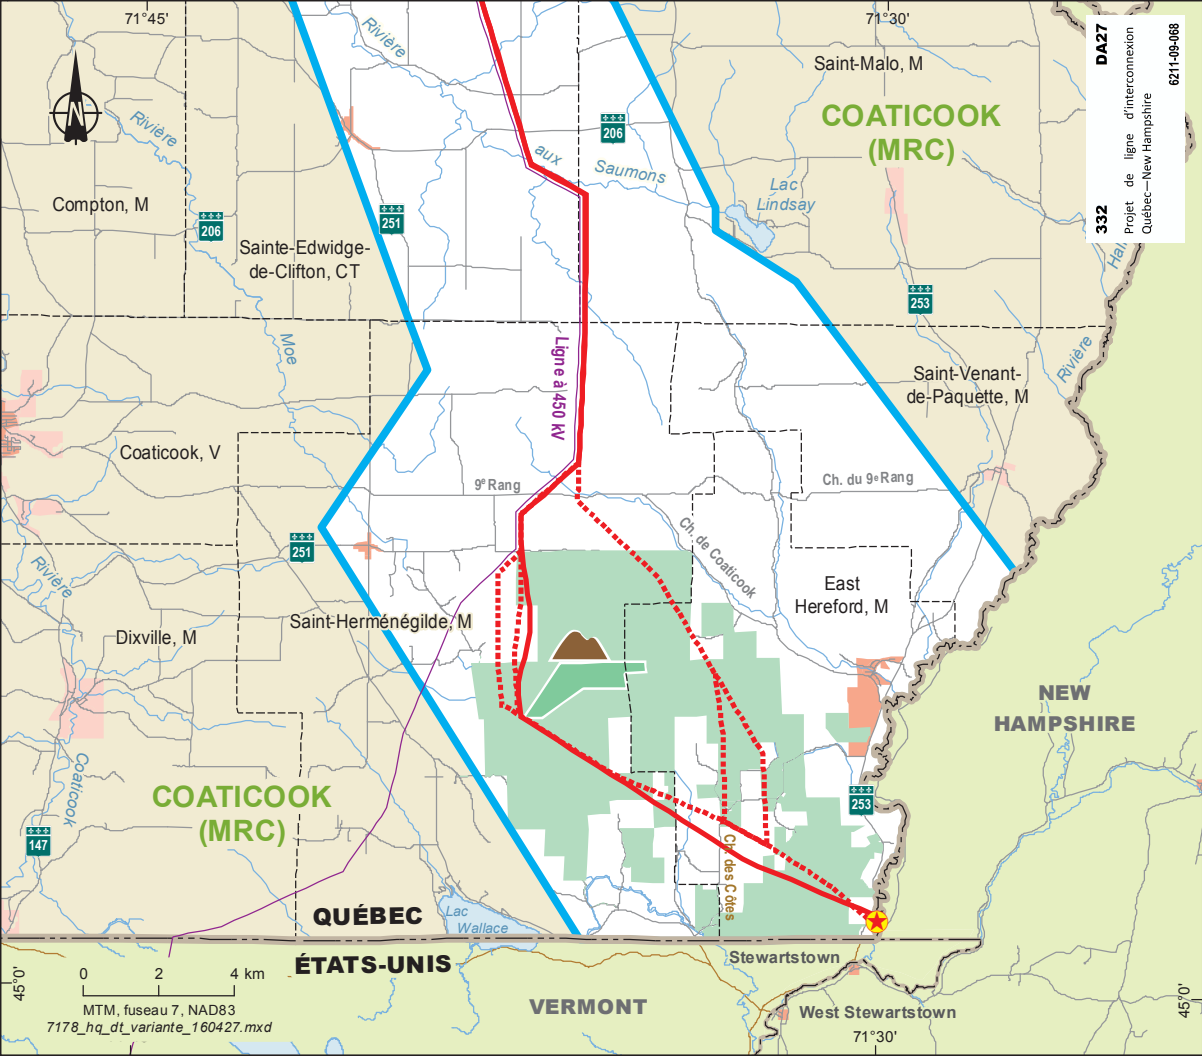 71°45'
71°30'
332
DA27
Projet de ligne d'interconnexion
Québec—New Hampshire
6211-09-068
Rivière
Saint-Malo, M
COATICOOK
(MRC)
N
Rivière
206
aux
Saumons
Lac
Lindsay
Compton, M
206
251
Sainte-Edwidge-
de-Clifton, CT
253
Moe
Ligne à 450 kV
Rivière
Saint-Venant-
de-Paquette, M
Coaticook, V
9e Rang
Ch. du 9e Rang
Ch. de Coaticook
251
Rivière
East
Hereford, M
Saint-Herménégilde, M
Dixville, M
NEW
HAMPSHIRE
Coaticook
COATICOOK
(MRC)
253
147
Ch. des Côtes
QUÉBEC
Lac
Wallace
ÉTATS-UNIS
Stewartstown
0 2 4 km
45°0'
45°0'
VERMONT
West Stewartstown
MTM, fuseau 7, NAD83
7178_hq_dt_variante_160427.mxd
71°30'